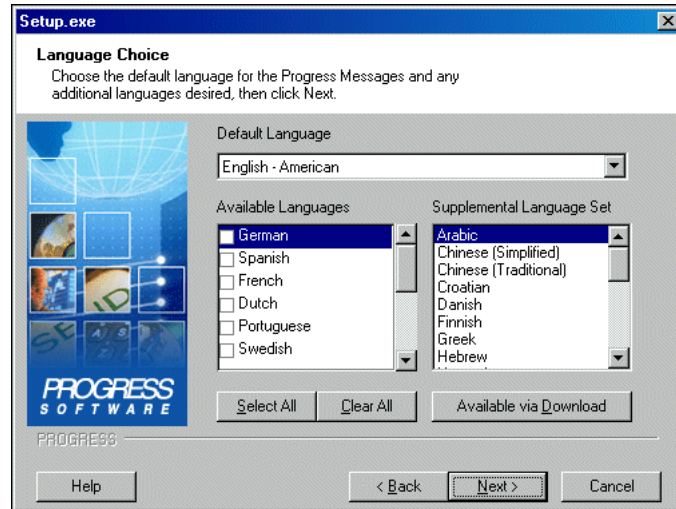 Setup.exe
Language Choice
Choose the default language for the Progress Messages and any
additional languages desired, then click Next.
Default Language
English - American
Available Languages
German
Spanish
French
Dutch
Portuguese
Swedish
Supplemental Language Set
Arabic
Chinese (Simplified)
Chinese (Traditional)
Croatian
Danish
Finnish
Greek
Hebrew
Select All
Clear All
Available via Download
PROGRESS
SOFTWARE
PROGRESS
Help
< Back
Next >
Cancel